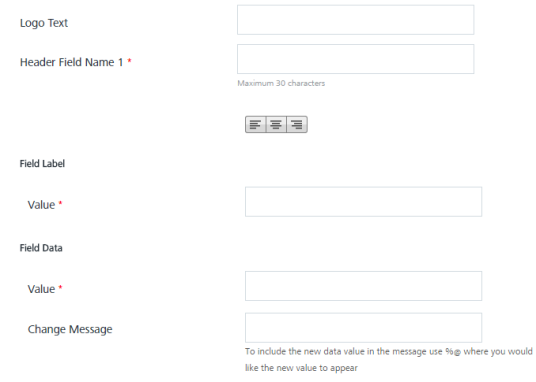 Logo Text
Header Field Name 1 *
Maximum 30 characters
Field Label
Value *
Field Data
Value *
Change Message
To include the new data value in the message use %@ where you would
like the new value to appear